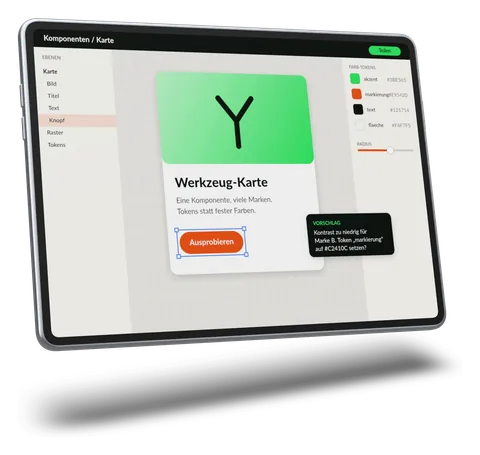 Komponenten / Karte
Teilen
EBENEN
Karte
Bild
Titel
Text
Knopf
Raster
Tokens
Y
Werkzeug-Karte
Eine Komponente, viele Marken.
Tokens statt fester Farben.
Ausprobieren
FARB-TOKENS
akzent
markierung
text
flaeche
RADIUS
VORSCHLAG
Kontrast zu niedrig für
Marke B. Token „markierung"
auf #C2410C setzen?